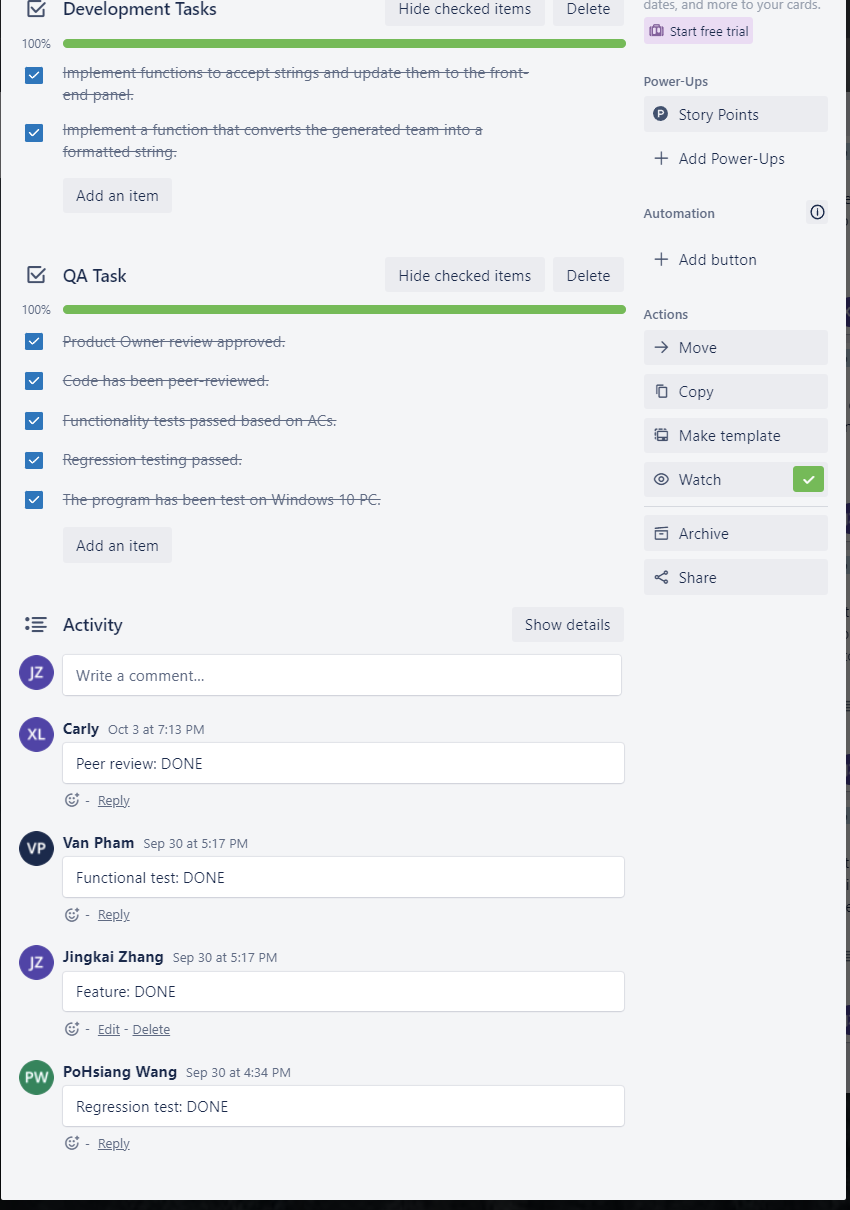 Development Tasks
Hide checked items
Delete
100%
Implement functions to accept strings and update them to the front-
end panel.
Implement a function that converts the generated team into a
formatted string.
Add an item
QA Task
Hide checked items
Delete
100%
Product Owner review approved.
Code has been peer-reviewed.
Functionality tests passed based on ACs.
Regression testing passed.
The program has been test on Windows 10 PC.
Add an item
Activity
Show details
JZ
Write a comment...
XL
Carly Oct 3 at 7:13 PM
Peer review: DONE
- Reply
VP
Van Pham Sep 30 at 5:17 PM
Functional test: DONE
- Reply
JZ
Jingkai Zhang Sep 30 at 5:17 PM
Feature: DONE
- Edit - Delete
PW
PoHsiang Wang Sep 30 at 4:34 PM
Regression test: DONE
- Reply
dates, and more to your cards.
Start free trial
Power-Ups
P Story Points
Add Power-Ups
Automation
Add button
Actions
Move
Copy
Make template
Watch
Archive
Share